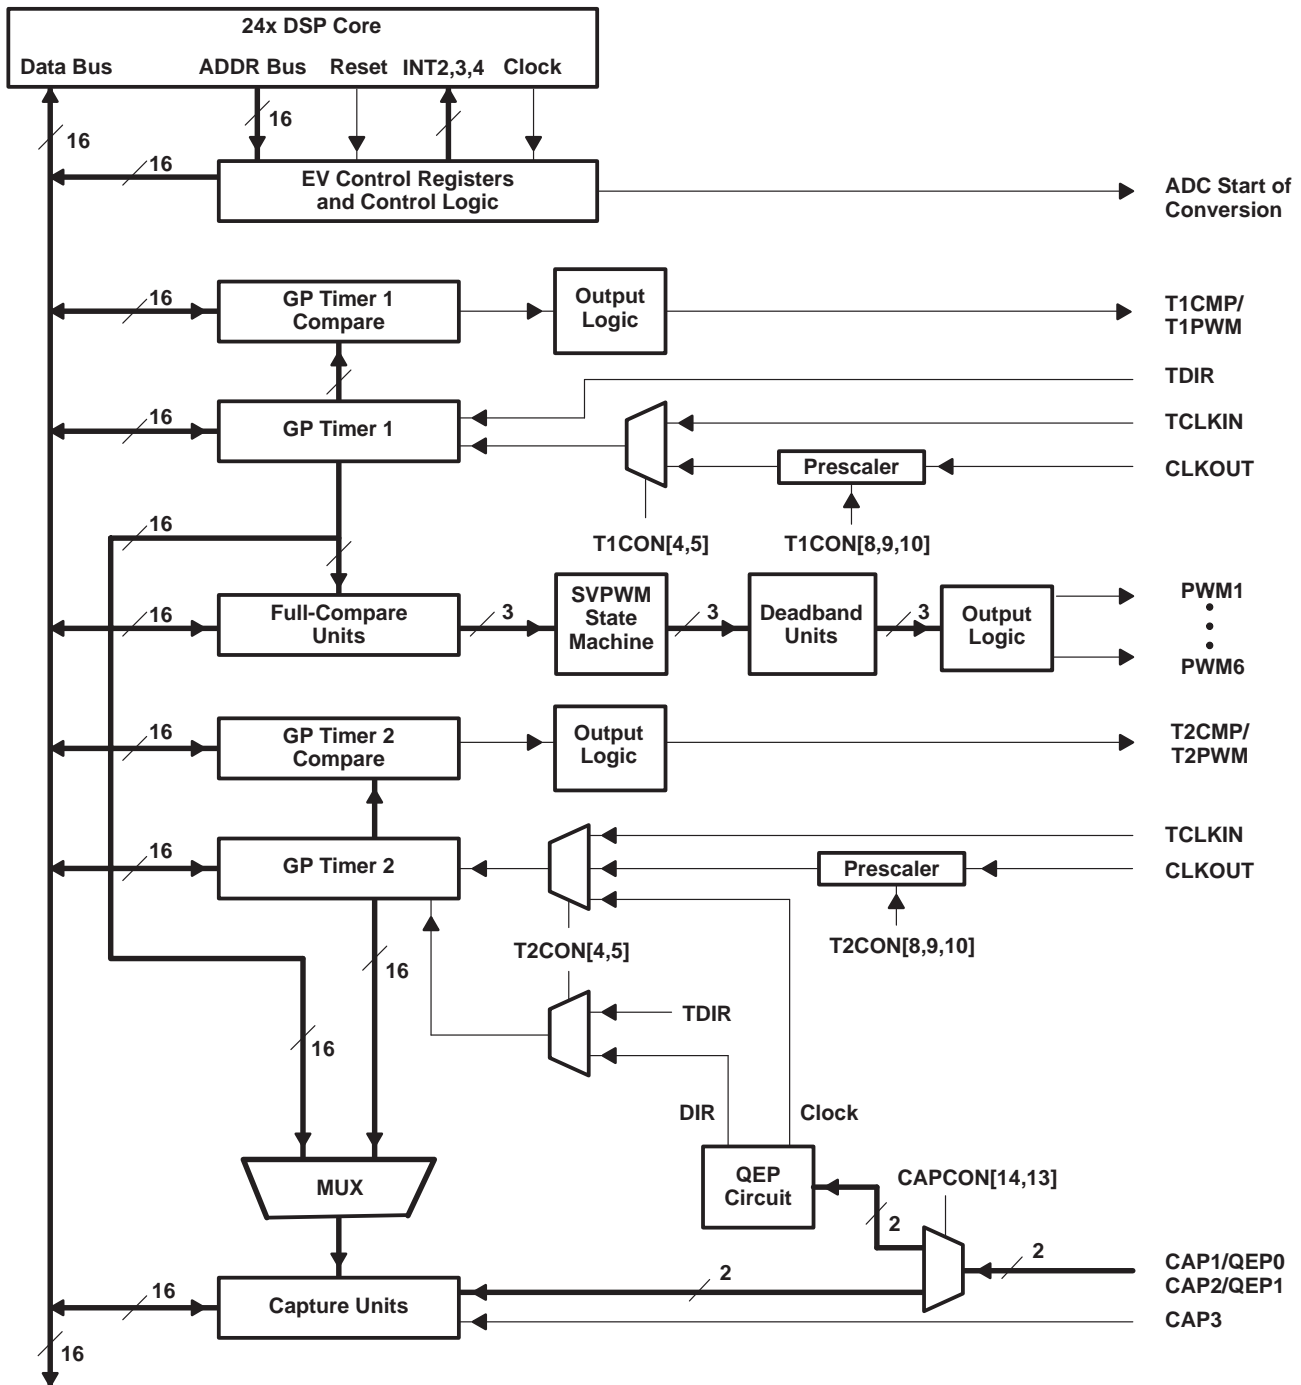 24x DSP Core
Data Bus ADDR Bus Reset INT2,3,4 Clock
16
16
16
EV Control Registers
and Control Logic
ADC Start of
Conversion
16
GP Timer 1
Compare
Output
Logic
T1CMP/
T1PWM
TDIR
16
GP Timer 1
TCLKIN
Prescaler
CLKOUT
16
T1CON[4,5]
T1CON[8,9,10]
16
Full-Compare
Units
3
SVPWM
State
Machine
3
Deadband
Units
3
Output
Logic
PWM1
PWM6
16
GP Timer 2
Compare
Output
Logic
T2CMP/
T2PWM
TCLKIN
16
GP Timer 2
Prescaler
CLKOUT
T2CON[4,5]
T2CON[8,9,10]
16
TDIR
16
DIR
Clock
MUX
QEP
Circuit
CAPCON[14,13]
2
2
CAP1/QEP0
CAP2/QEP1
2
16
Capture Units
CAP3
16